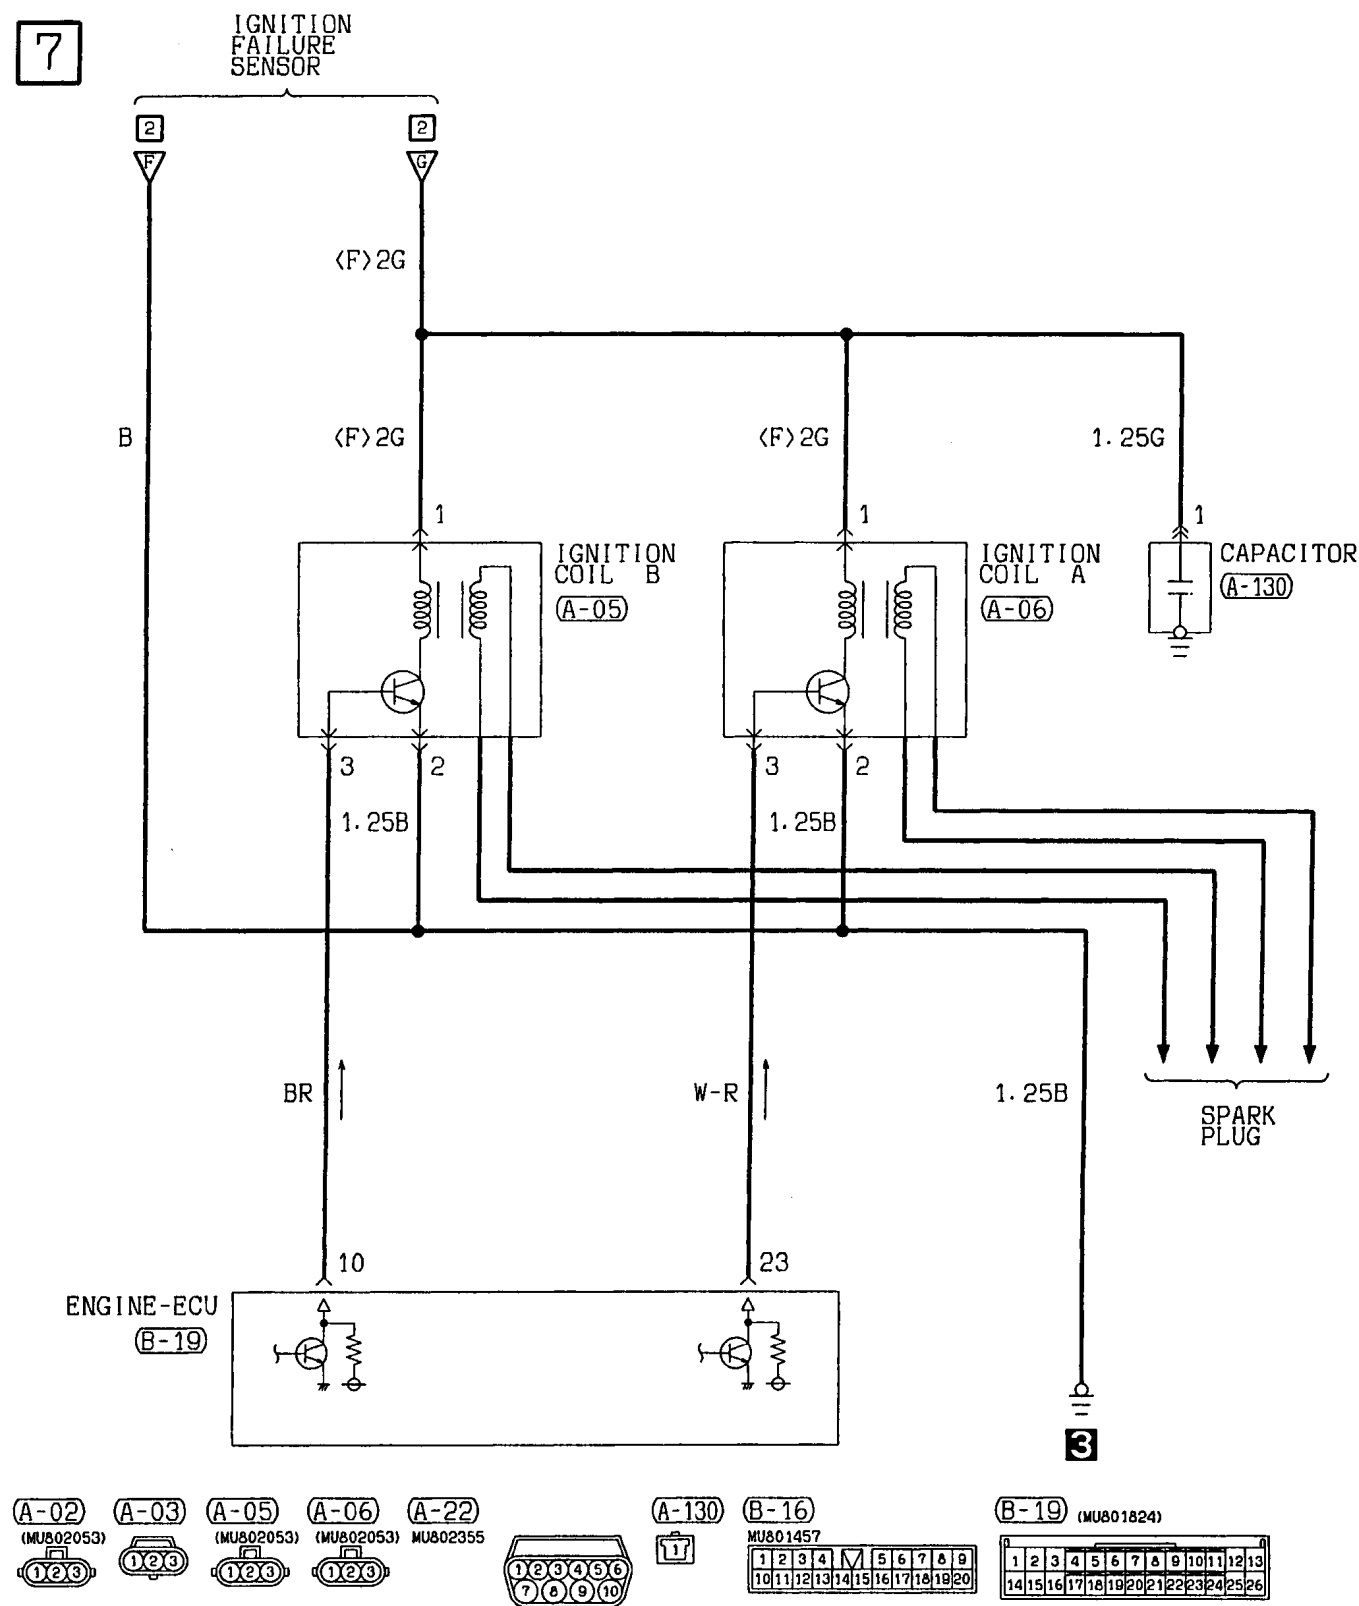 7
IGNITION
FAILURE
SENSOR
2 2
F G
<F>2G
B <F>2G <F>2G 1.25G
1 1 1
IGNITION
COIL B
(A-05)
IGNITION
COIL A
(A-06)
CAPACITOR
(A-130)
3 2 3 2
1.25B 1.25B
BR W-R 1.25B
SPARK
PLUG
10 23
ENGINE-ECU
(B-19)
3
(A-02) (A-03) (A-05) (A-06) (A-22) (A-130) (B-16) (B-19) (MU801824)
(MU802053) (MU802053) (MU802053) MU802355 MU801457
1 2 3
1 2 3
1 2 3
1 2 3
1 2 3 4 5 6
7 8 9 10
1
1 2 3 4 5 6 7 8 9
10 11 12 13 14 15 16 17 18 19 20
1 2 3 4 5 6 7 8 9 10 11 12 13
14 15 16 17 18 19 20 21 22 23 24 25 26